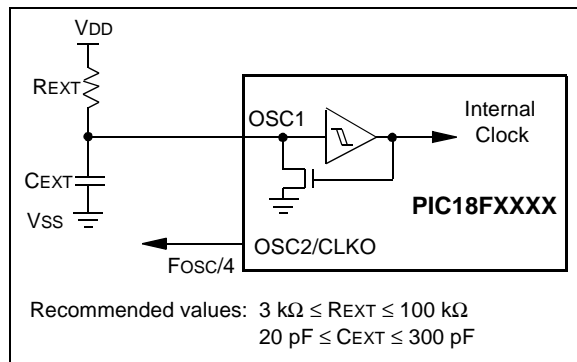 VDD
REXT
OSC1
Internal
Clock
CEXT
PIC18FXXXX
VSS
OSC2/CLKO
FOSC/4
Recommended values: 3 kΩ ≤ REXT ≤ 100 kΩ
20 pF ≤ CEXT ≤ 300 pF